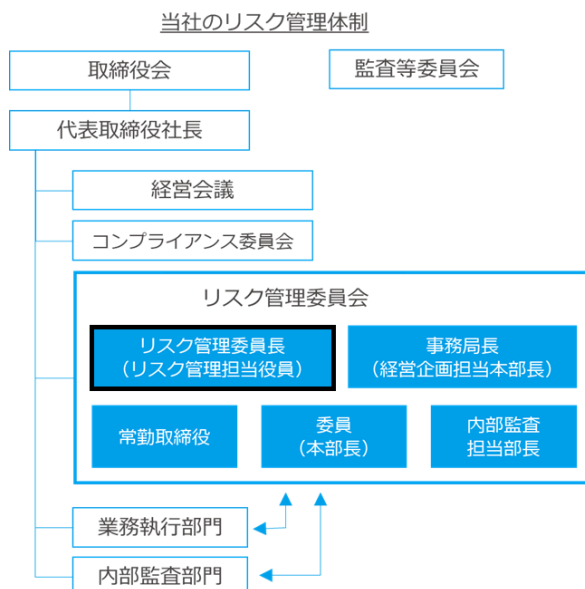 当社のリスク管理体制
取締役会
監査等委員会
代表取締役社長
経営会議
コンプライアンス委員会
リスク管理委員会
リスク管理委員長
（リスク管理担当役員）
事務局長
（経営企画担当本部長）
常勤取締役
委員
（本部長）
内部監査
担当部長
業務執行部門
内部監査部門